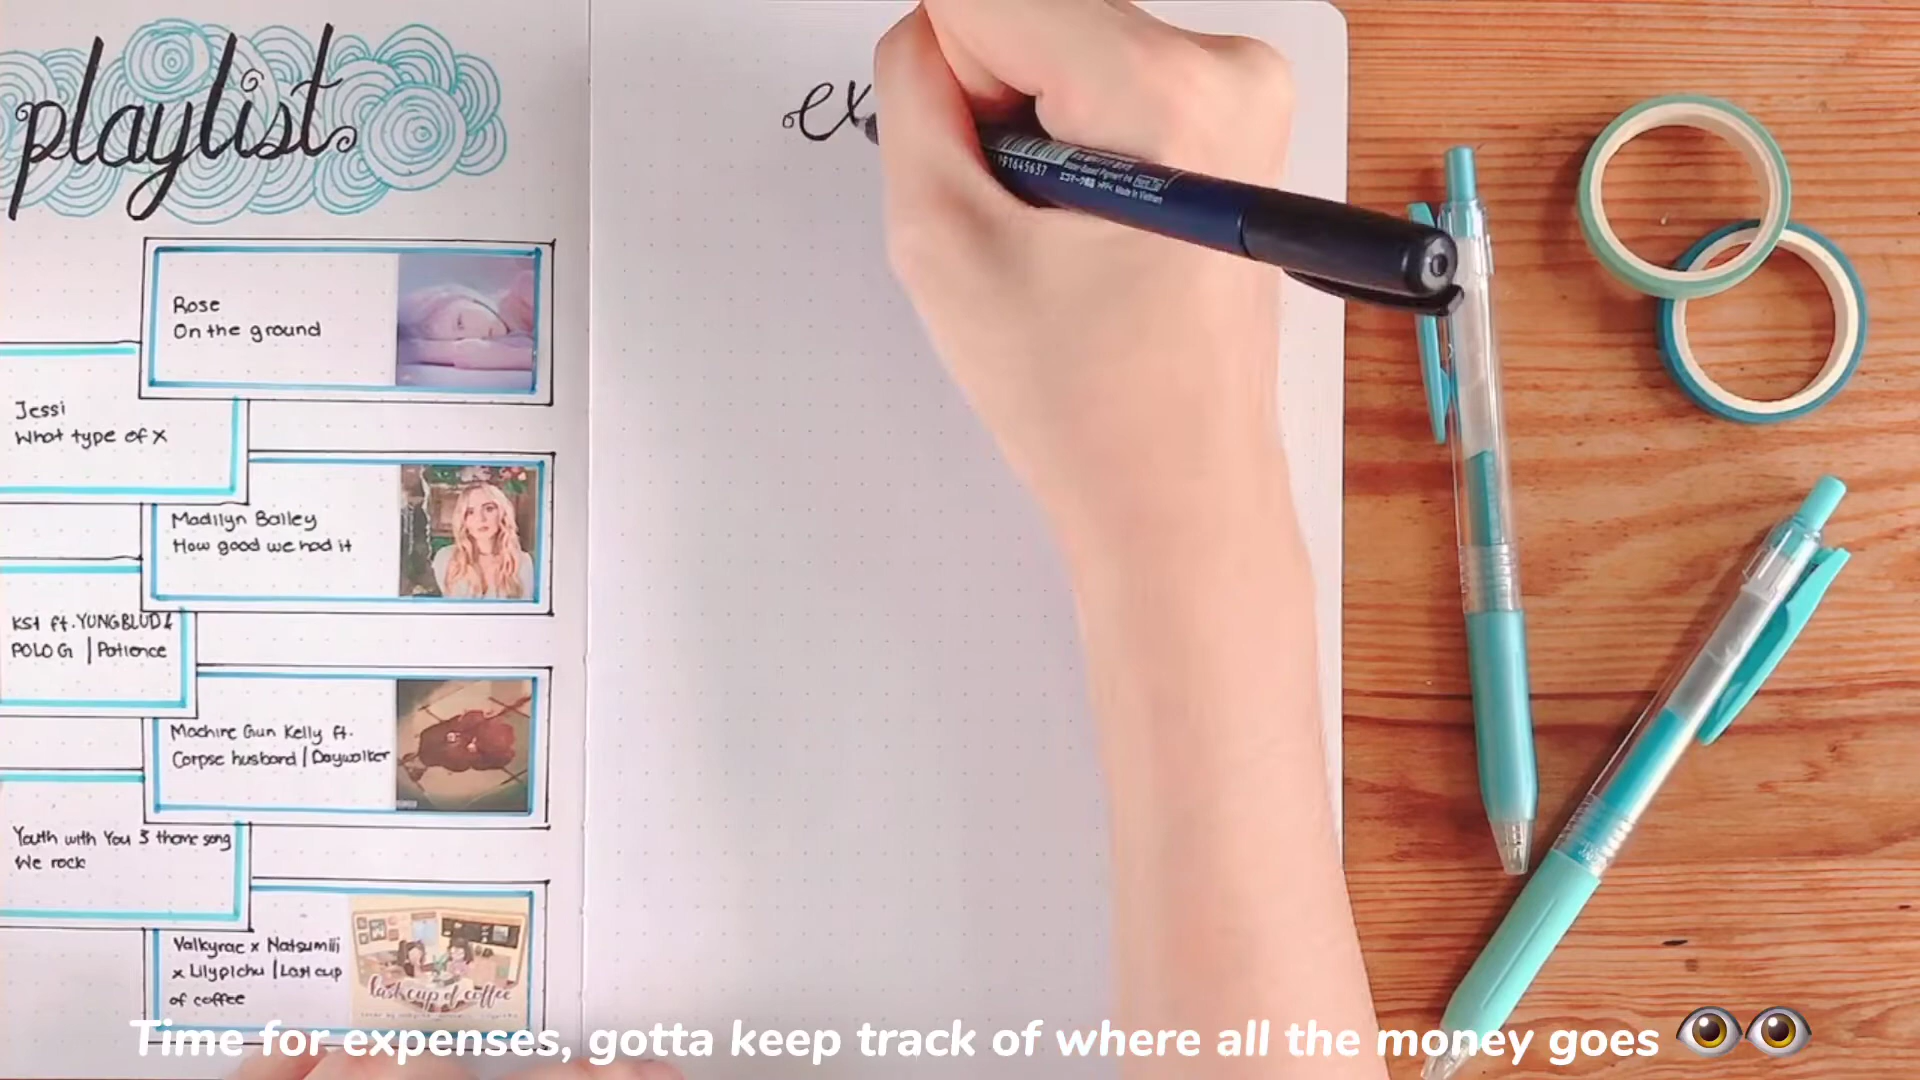 playlist
Rose
On the ground
Jessi
What type of X
Madilyn Bailey
How good we had it
KSI ft. YUNGBLUD &
POLO G | Patience
Machine Gun Kelly ft.
Corpse husband | Daywalker
Youth with You 3 theme song
We rock
Valkyrae x Natsumiii
x Lilypichu | Last cup
of coffee
last cup of coffee
ex
Made in Vietnam
Time for expenses, gotta keep track of where all the money goes 👀